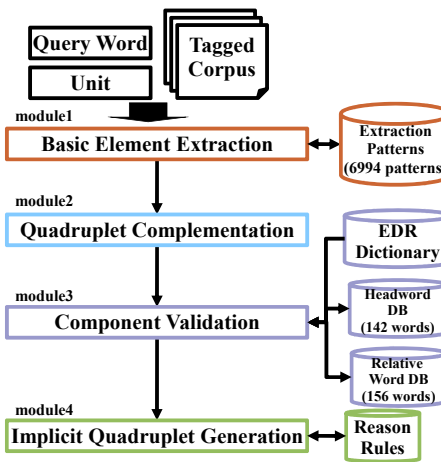 Query Word
Unit
Tagged
Corpus
module1
Basic Element Extraction
Extraction
Patterns
(6994 patterns)
module2
Quadruplet Complementation
EDR
Dictionary
module3
Component Validation
Headword
DB
(142 words)
Relative
Word DB
(156 words)
module4
Implicit Quadruplet Generation
Reason
Rules